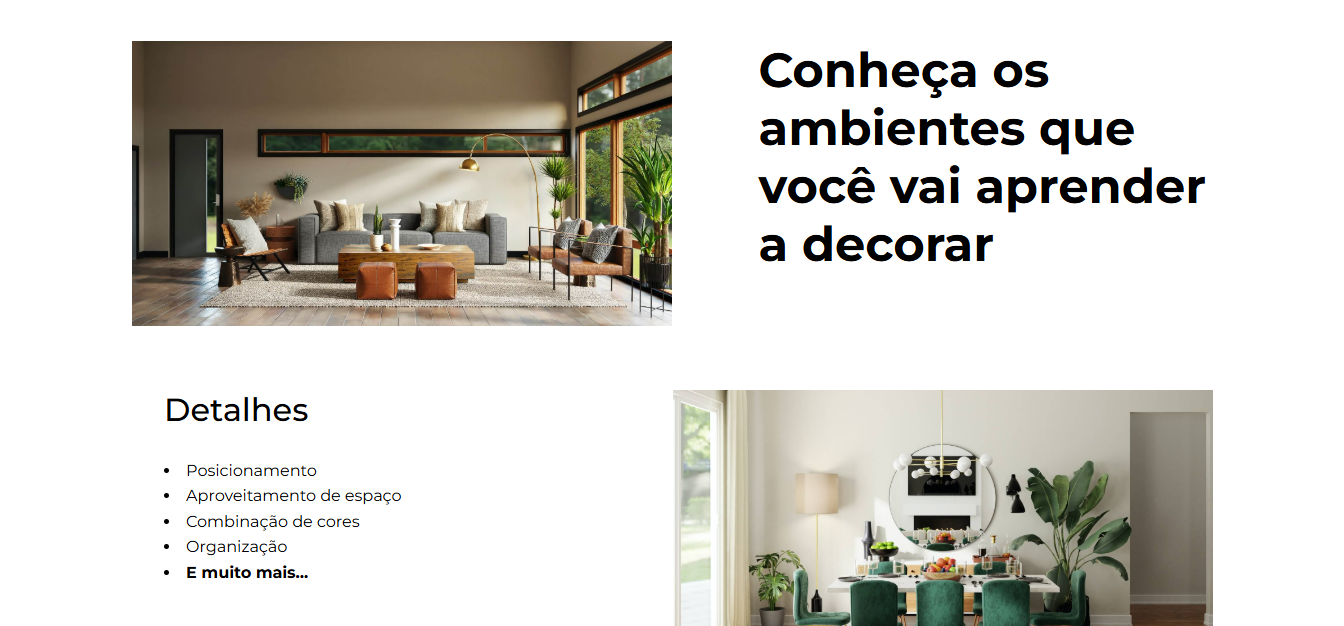 Conheça os
ambientes que
você vai aprender
a decorar
Detalhes
Posicionamento
Aproveitamento de espaço
Combinação de cores
Organização
E muito mais...